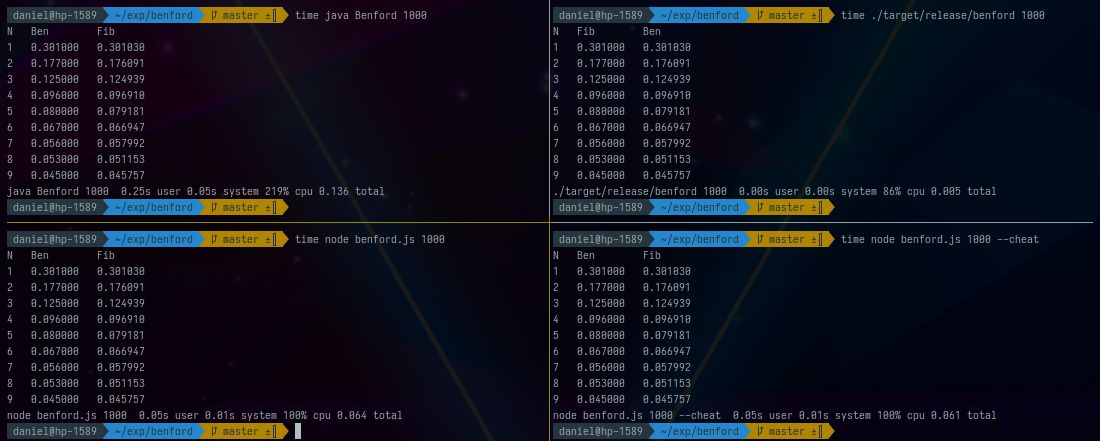 daniel@hp-1589 ~/exp/benford master ± time java Benford 1000
N Ben Fib
1 0.301000 0.301030
2 0.177000 0.176091
3 0.125000 0.124939
4 0.096000 0.096910
5 0.080000 0.079181
6 0.067000 0.066947
7 0.056000 0.057992
8 0.053000 0.051153
9 0.045000 0.045757
java Benford 1000 0.25s user 0.05s system 219% cpu 0.136 total
daniel@hp-1589 ~/exp/benford master ±
daniel@hp-1589 ~/exp/benford master ± time ./target/release/benford 1000
N Fib Ben
1 0.301000 0.301030
2 0.177000 0.176091
3 0.125000 0.124939
4 0.096000 0.096910
5 0.080000 0.079181
6 0.067000 0.066947
7 0.056000 0.057992
8 0.053000 0.051153
9 0.045000 0.045757
./target/release/benford 1000 0.00s user 0.00s system 86% cpu 0.005 total
daniel@hp-1589 ~/exp/benford master ±
daniel@hp-1589 ~/exp/benford master ± time node benford.js 1000
N Ben Fib
1 0.301000 0.301030
2 0.177000 0.176091
3 0.125000 0.124939
4 0.096000 0.096910
5 0.080000 0.079181
6 0.067000 0.066947
7 0.056000 0.057992
8 0.053000 0.051153
9 0.045000 0.045757
node benford.js 1000 0.05s user 0.01s system 100% cpu 0.064 total
daniel@hp-1589 ~/exp/benford master ±
daniel@hp-1589 ~/exp/benford master ± time node benford.js 1000 --cheat
N Ben Fib
1 0.301000 0.301030
2 0.177000 0.176091
3 0.125000 0.124939
4 0.096000 0.096910
5 0.080000 0.079181
6 0.067000 0.066947
7 0.056000 0.057992
8 0.053000 0.051153
9 0.045000 0.045757
node benford.js 1000 --cheat 0.05s user 0.01s system 100% cpu 0.061 total
daniel@hp-1589 ~/exp/benford master ±